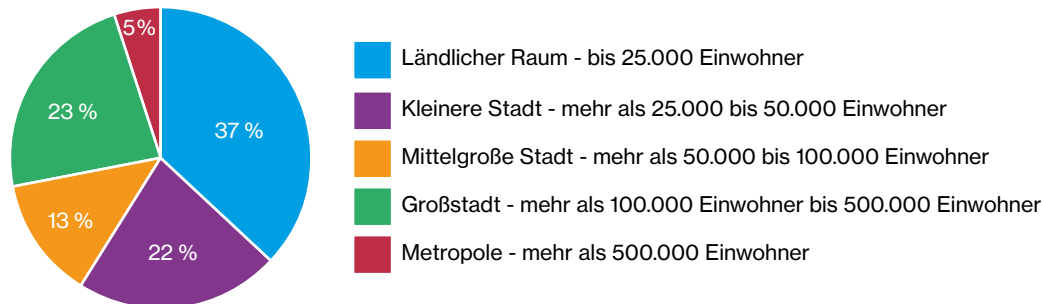 5%
23 %
37 %
13 %
22 %
Ländlicher Raum - bis 25.000 Einwohner
Kleinere Stadt - mehr als 25.000 bis 50.000 Einwohner
Mittelgroße Stadt - mehr als 50.000 bis 100.000 Einwohner
Großstadt - mehr als 100.000 Einwohner bis 500.000 Einwohner
Metropole - mehr als 500.000 Einwohner